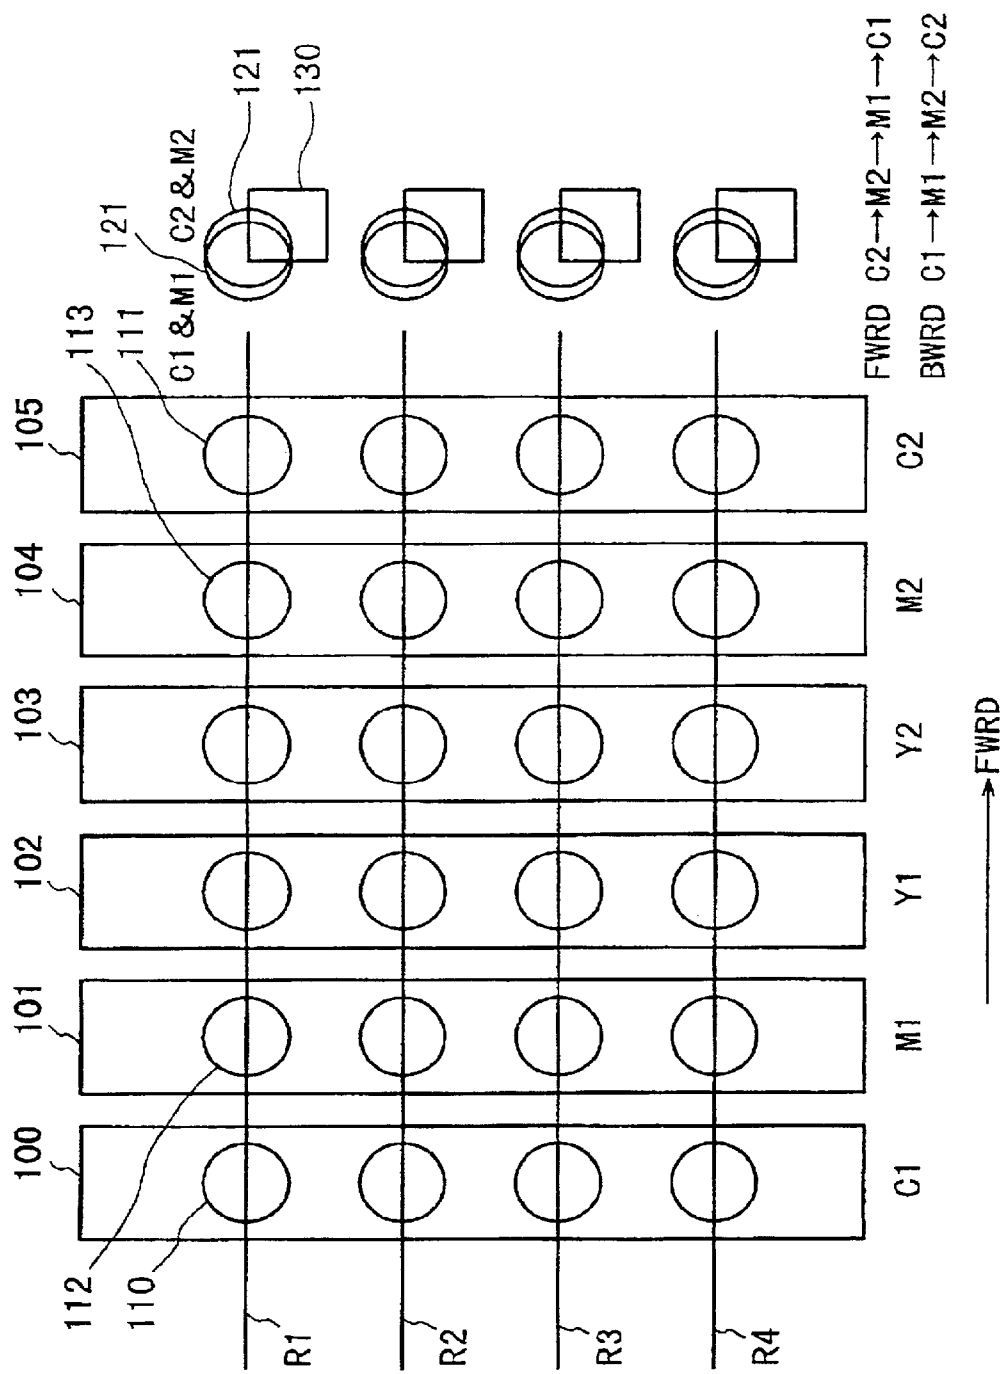 100
101
102
103
104
105
112
110
113
111
121
121
130
C1&M1 C2&M2
R1
R2
R3
R4
C1
M1
Y1
Y2
M2
C2
FWRD C2→M2→M1→C1
BWRD C1→M1→M2→C2
→FWRD